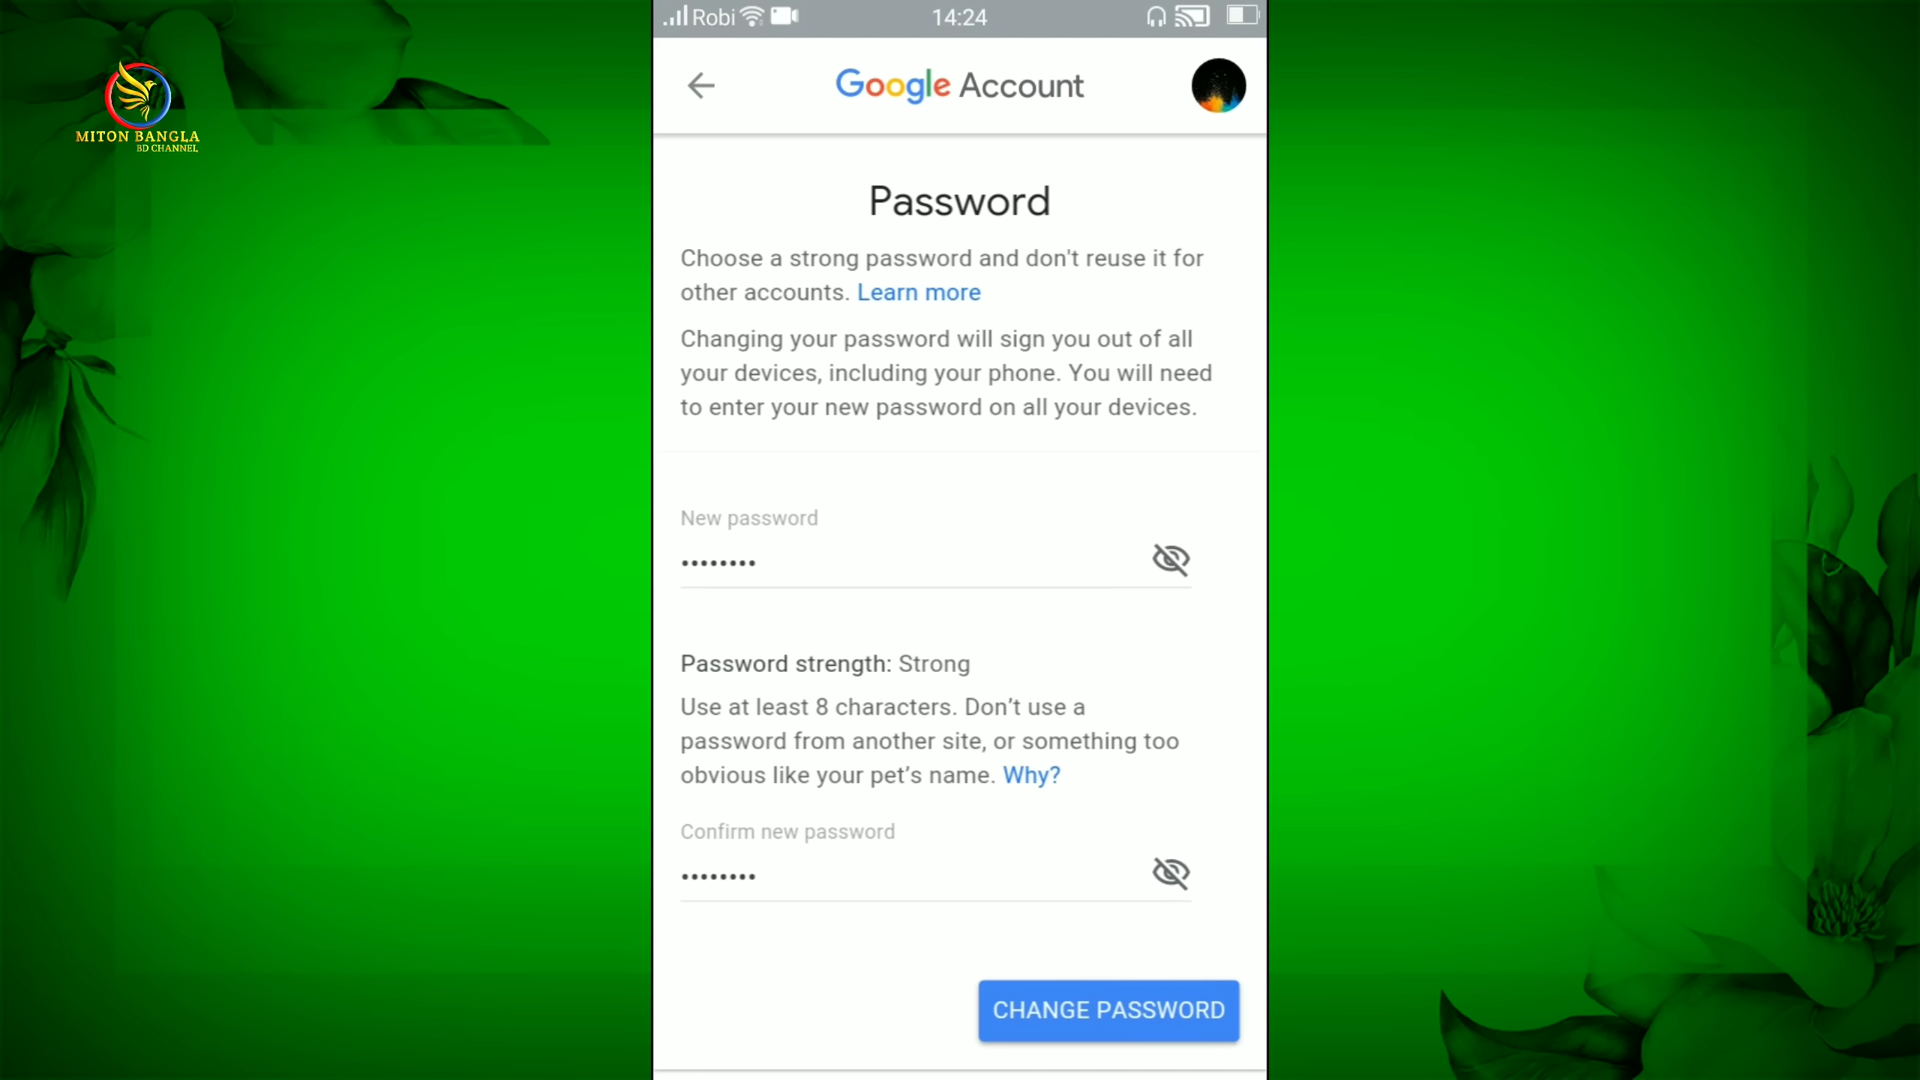 Robi
14:24
Google Account
MITON BANGLA
BD CHANNEL
Password
Choose a strong password and don't reuse it for
other accounts. Learn more
Changing your password will sign you out of all
your devices, including your phone. You will need
to enter your new password on all your devices.
New password
••••••••
Password strength: Strong
Use at least 8 characters. Don’t use a
password from another site, or something too
obvious like your pet’s name. Why?
Confirm new password
••••••••
CHANGE PASSWORD